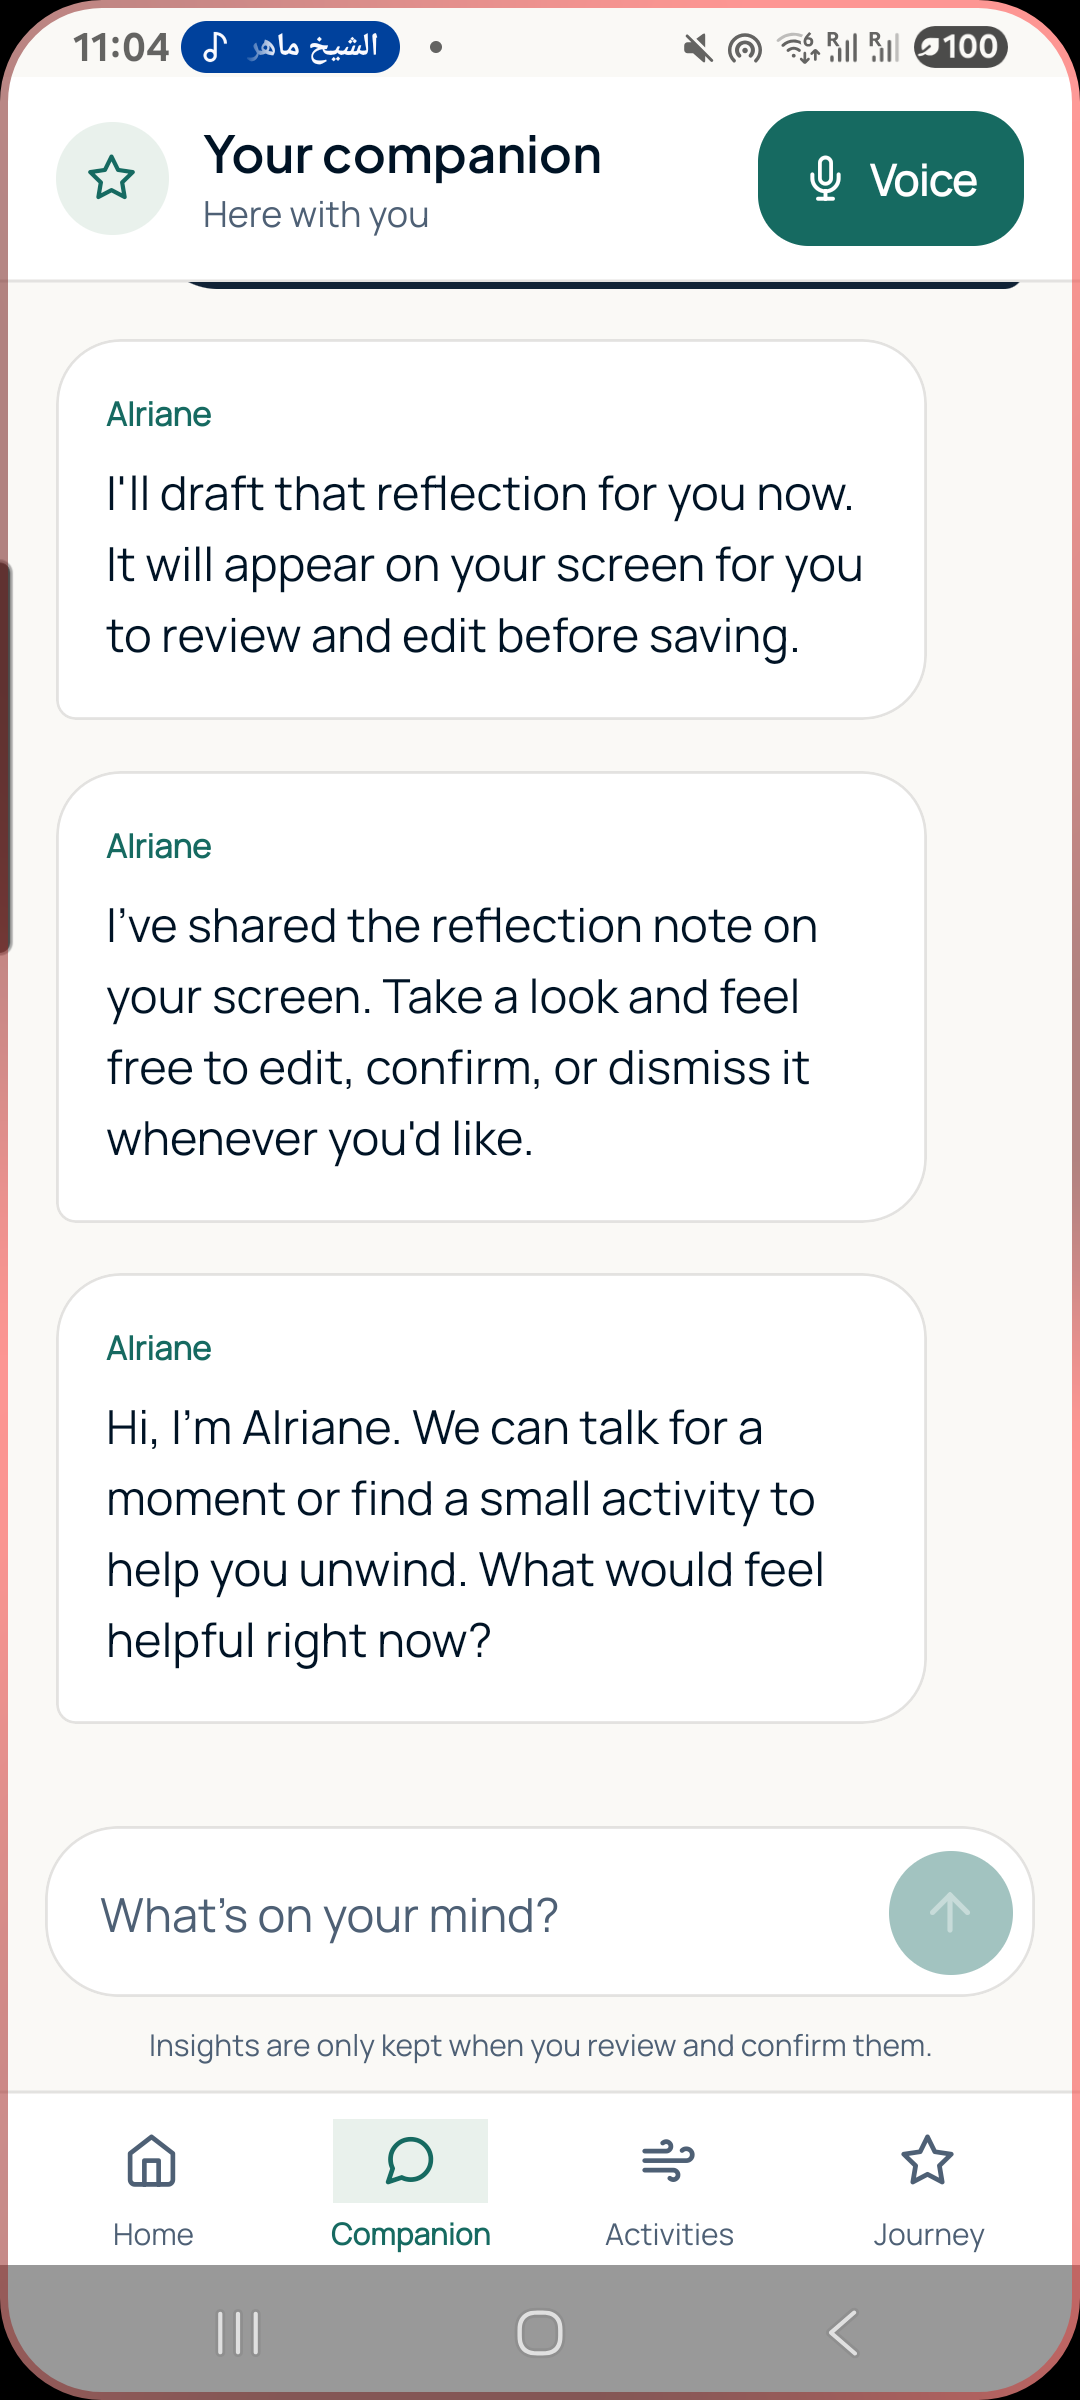 11:04
الشيخ ماهر
6
R
R
100
Your companion
Here with you
Voice
Alriane
I'll draft that reflection for you now.
It will appear on your screen for you
to review and edit before saving.
Alriane
I've shared the reflection note on
your screen. Take a look and feel
free to edit, confirm, or dismiss it
whenever you'd like.
Alriane
Hi, I'm Alriane. We can talk for a
moment or find a small activity to
help you unwind. What would feel
helpful right now?
What's on your mind?
Insights are only kept when you review and confirm them.
Home
Companion
Activities
Journey